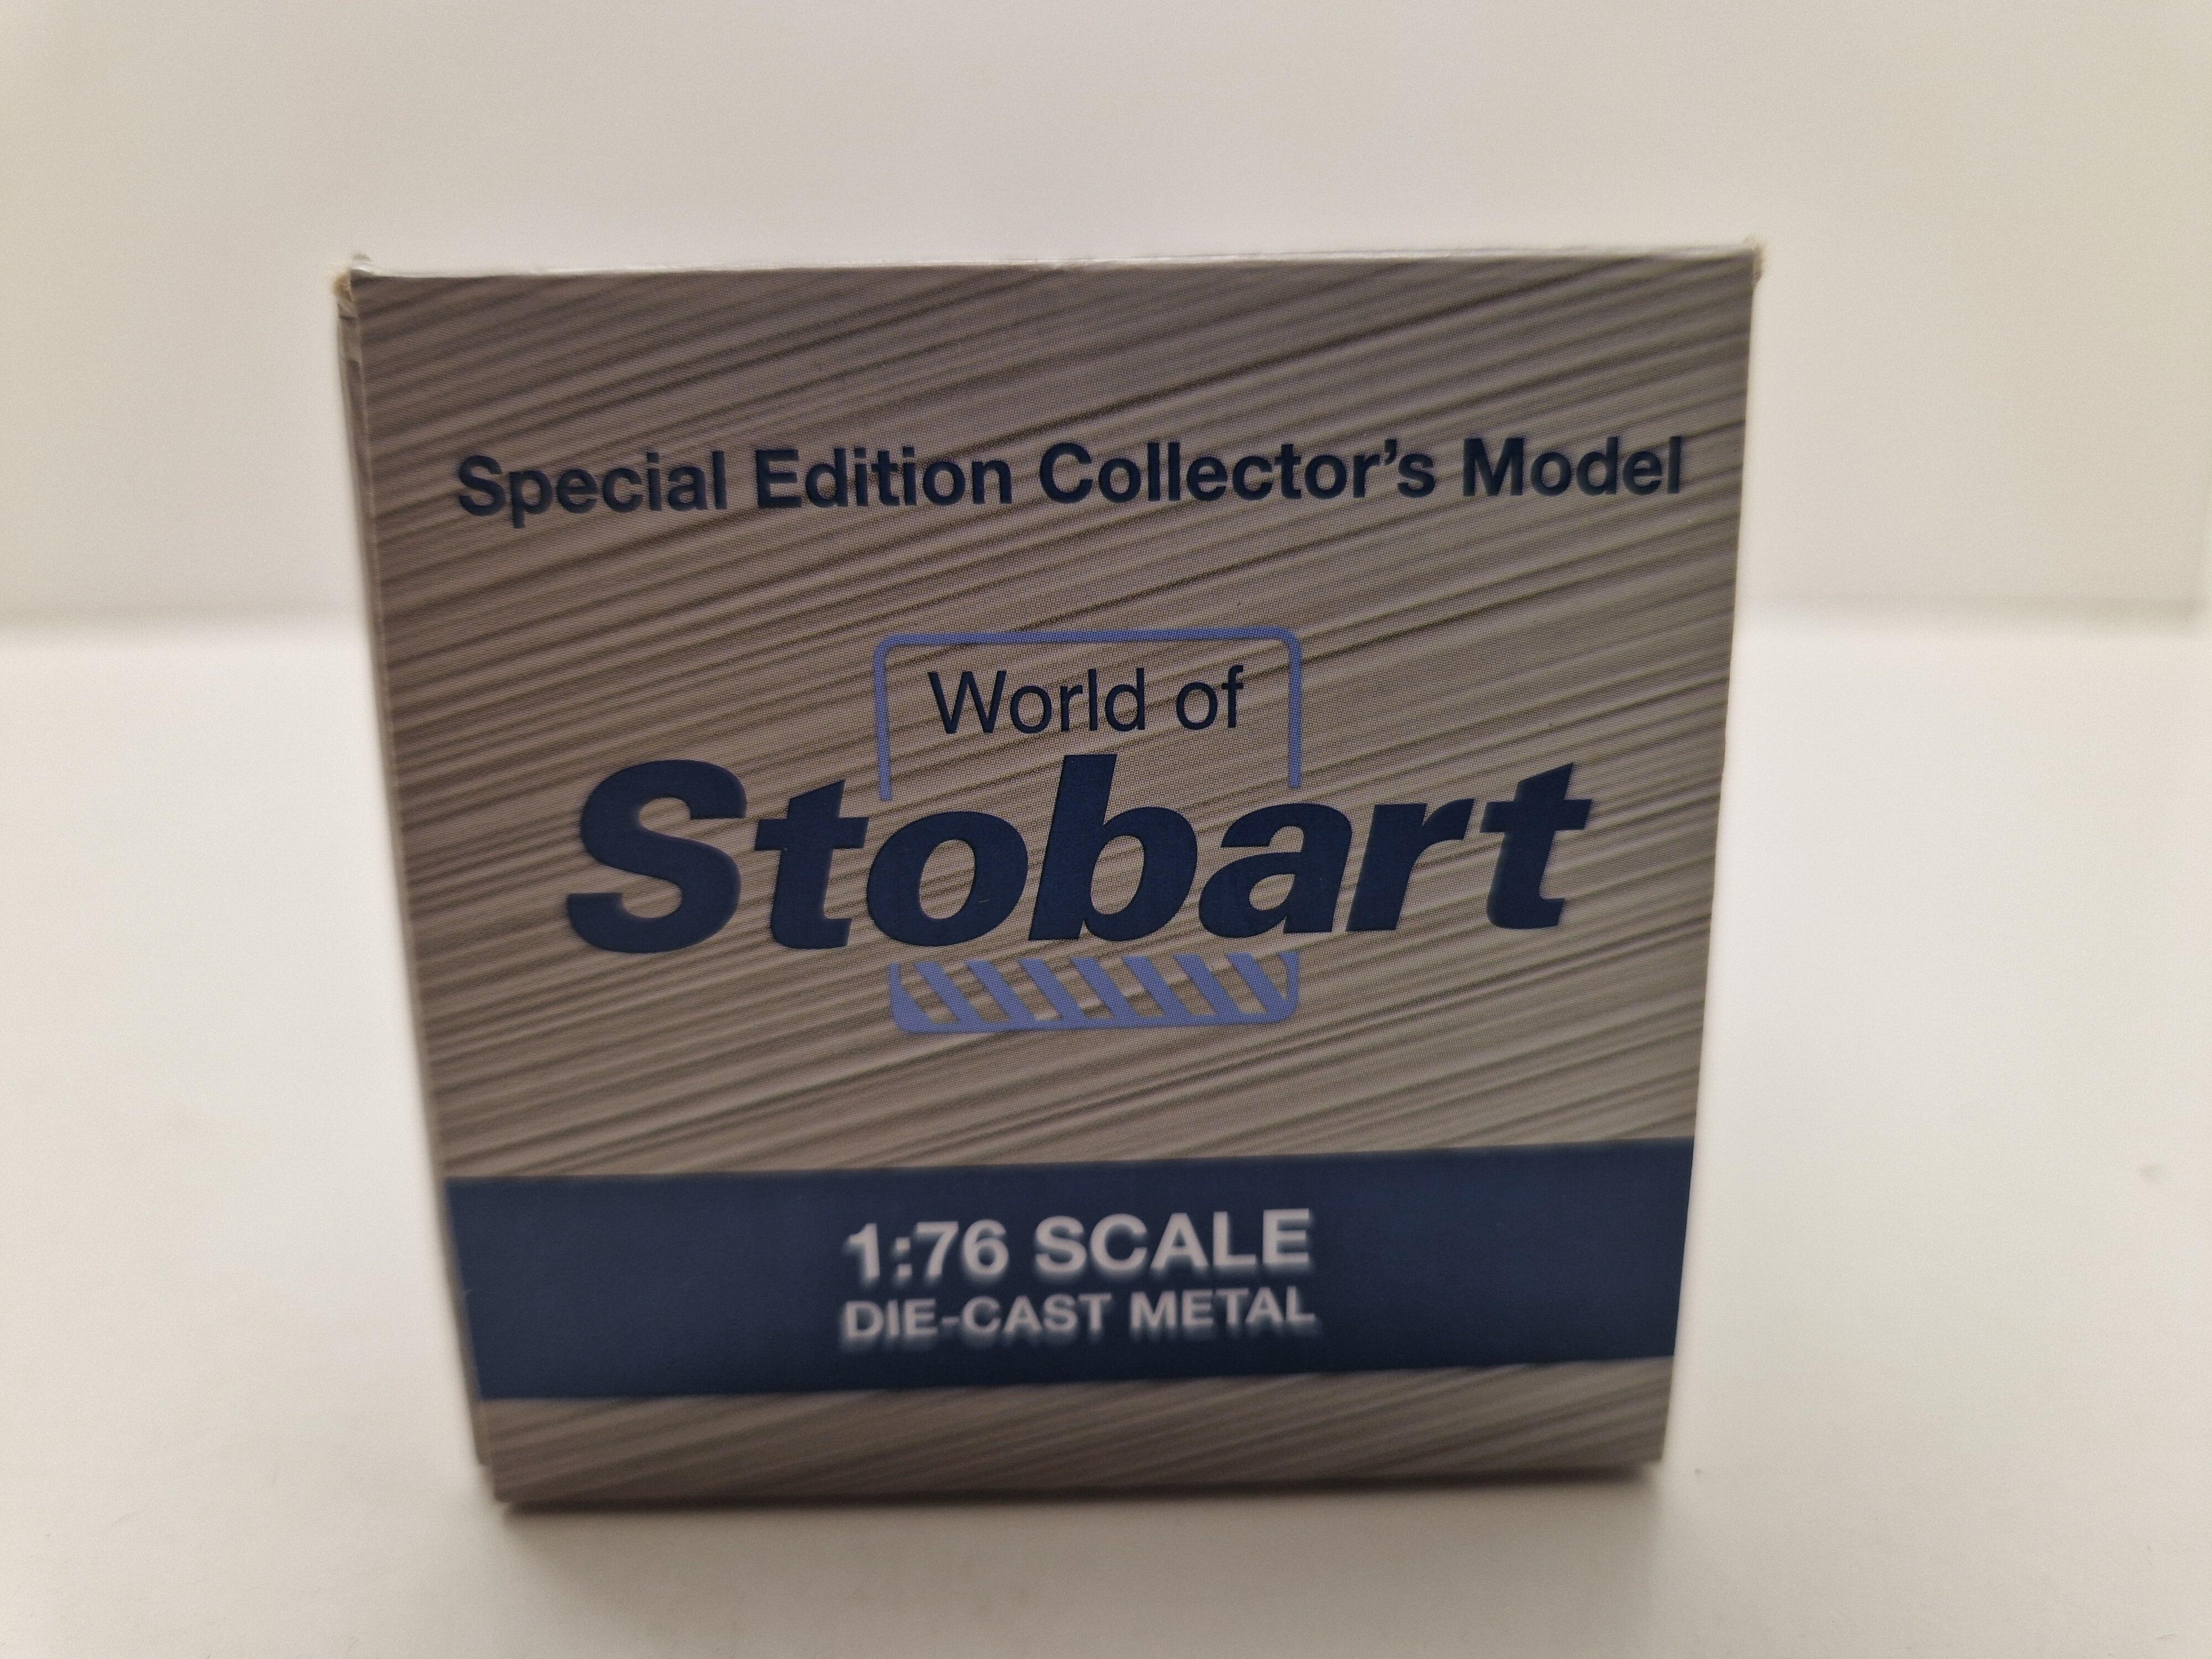 Special Edition Collector’s Model
World of
Stobart
1:76 SCALE
DIE-CAST METAL